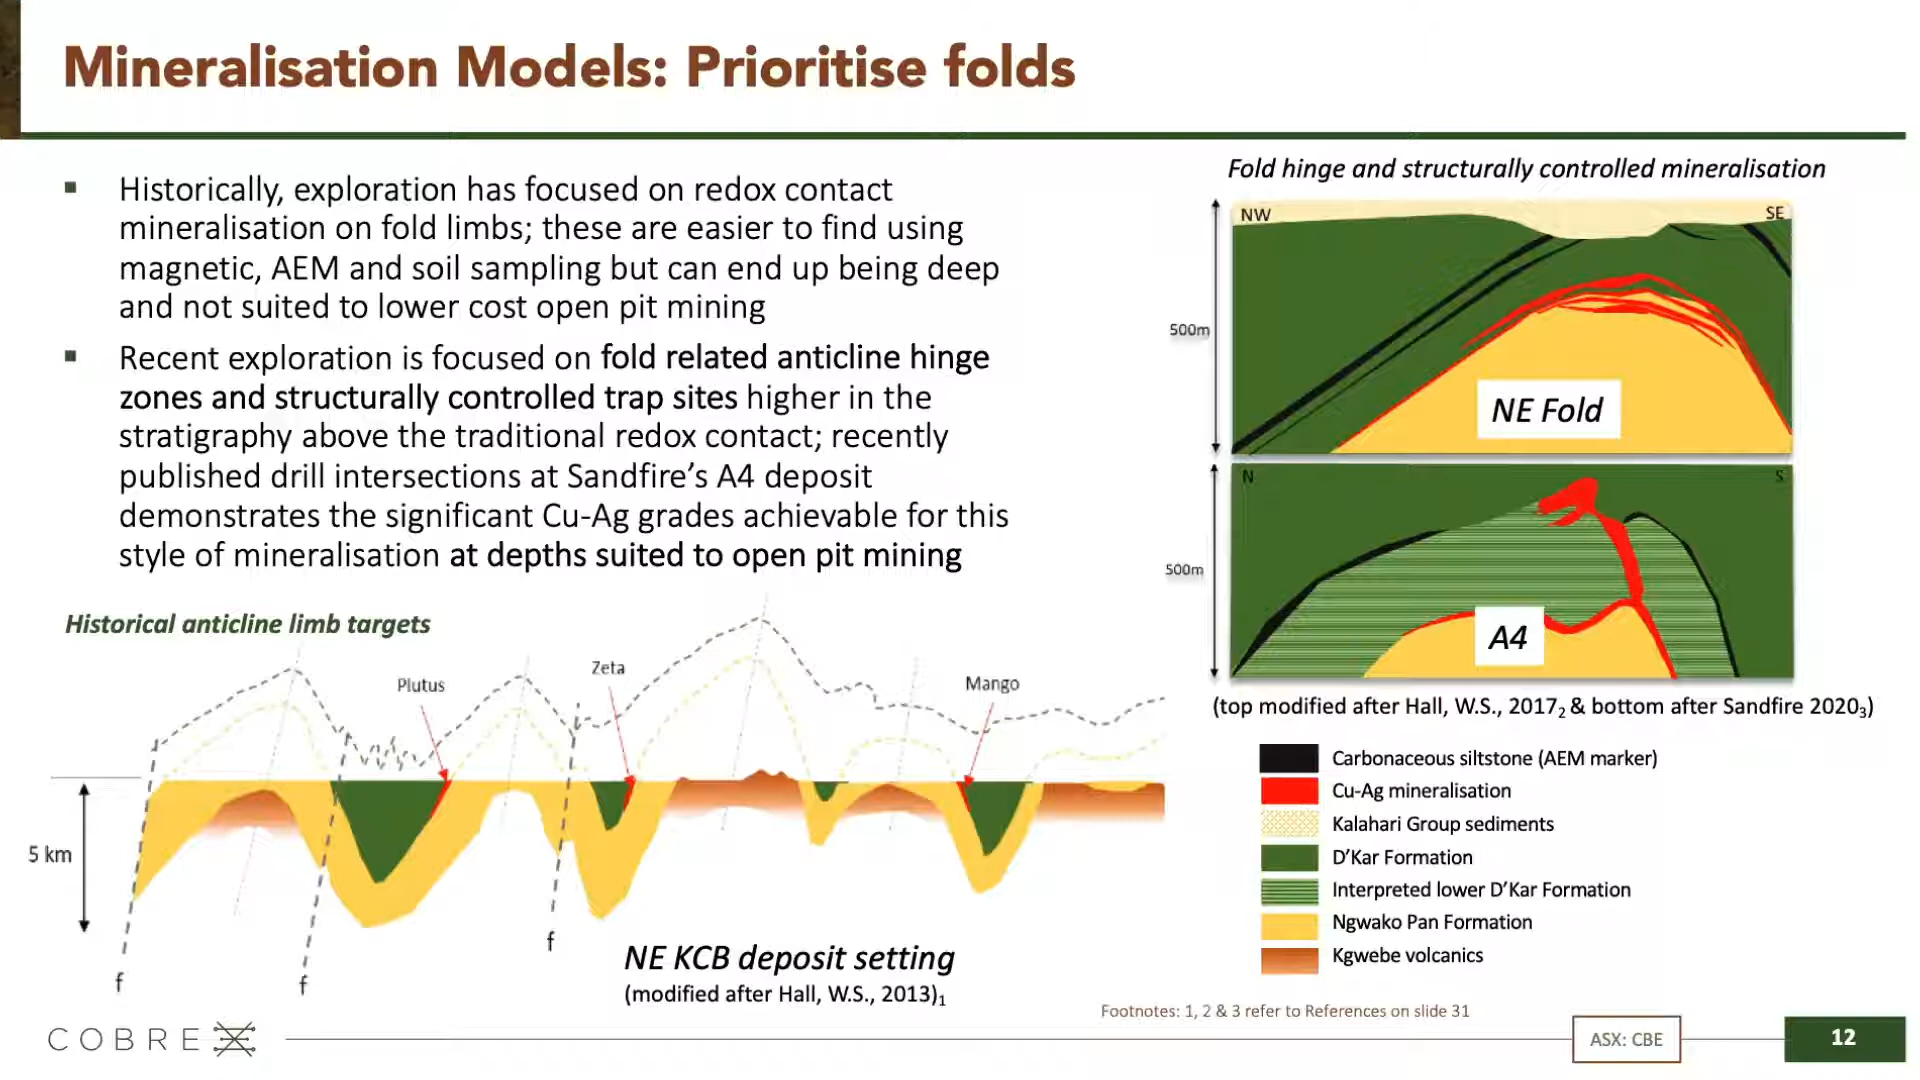 Mineralisation Models: Prioritise folds
▪ Historically, exploration has focused on redox contact
mineralisation on fold limbs; these are easier to find using
magnetic, AEM and soil sampling but can end up being deep
and not suited to lower cost open pit mining
▪ Recent exploration is focused on fold related anticline hinge
zones and structurally controlled trap sites higher in the
stratigraphy above the traditional redox contact; recently
published drill intersections at Sandfire’s A4 deposit
demonstrates the significant Cu-Ag grades achievable for this
style of mineralisation at depths suited to open pit mining
Historical anticline limb targets
Plutus
Zeta
Mango
5 km
f
f
f
NE KCB deposit setting
(modified after Hall, W.S., 2013)1
Fold hinge and structurally controlled mineralisation
NW
SE
500m
NE Fold
N
S
500m
A4
(top modified after Hall, W.S., 20172 & bottom after Sandfire 20203)
Carbonaceous siltstone (AEM marker)
Cu-Ag mineralisation
Kalahari Group sediments
D’Kar Formation
Interpreted lower D’Kar Formation
Ngwako Pan Formation
Kgwebe volcanics
Footnotes: 1, 2 & 3 refer to References on slide 31
COBRE
ASX: CBE
12